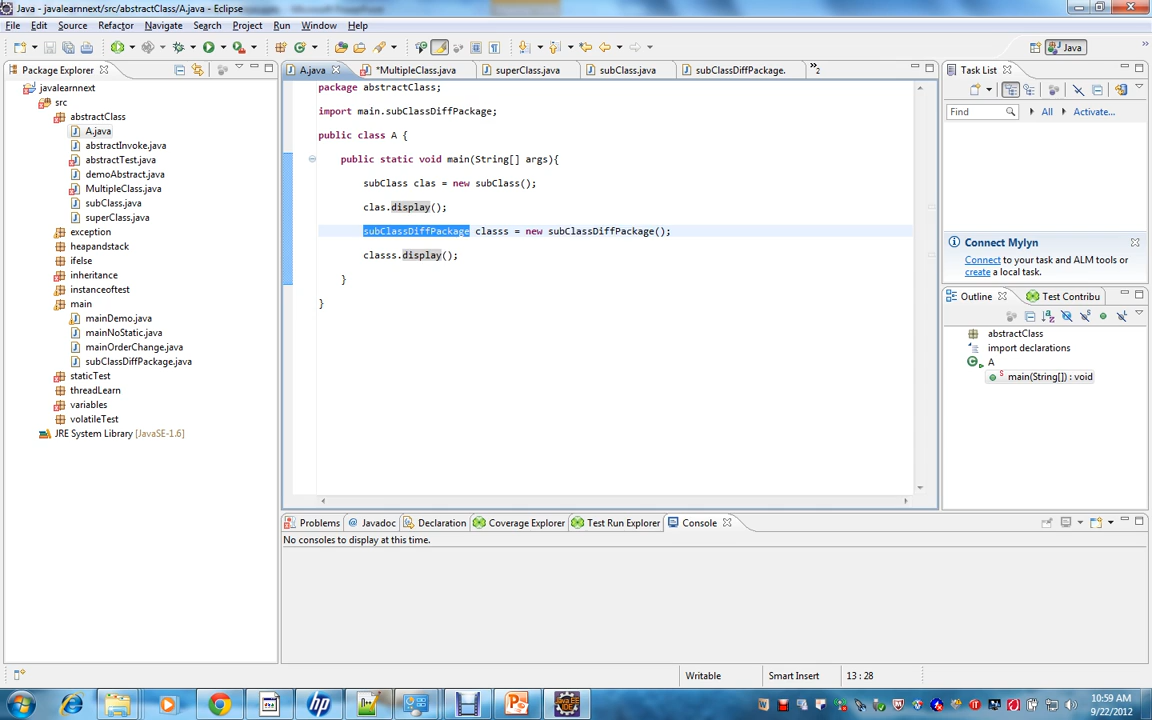 Java - javalearnnext/src/abstractClass/A.java - Eclipse
File Edit Source Refactor Navigate Search Project Run Window Help
Java
Package Explorer
javalearnnext
src
abstractClass
A.java
abstractInvoke.java
abstractTest.java
demoAbstract.java
MultipleClass.java
subClass.java
superClass.java
exception
heapandstack
ifelse
inheritance
instanceoftest
main
mainDemo.java
mainNoStatic.java
mainOrderChange.java
subClassDiffPackage.java
staticTest
threadLearn
variables
volatileTest
JRE System Library [JavaSE-1.6]
A.java *MultipleClass.java superClass.java subClass.java subClassDiffPackage. »2
package abstractClass;
import main.subClassDiffPackage;
public class A {
public static void main(String[] args){
subClass clas = new subClass();
clas.display();
subClassDiffPackage classs = new subClassDiffPackage();
classs.display();
}
}
Task List
Find All Activate...
Connect Mylyn
Connect to your task and ALM tools or
create a local task.
Outline Test Contribu
abstractClass
import declarations
A
main(String[]) : void
Problems @ Javadoc Declaration Coverage Explorer Test Run Explorer Console
No consoles to display at this time.
Writable Smart Insert 13 : 28
10:59 AM
9/22/2012